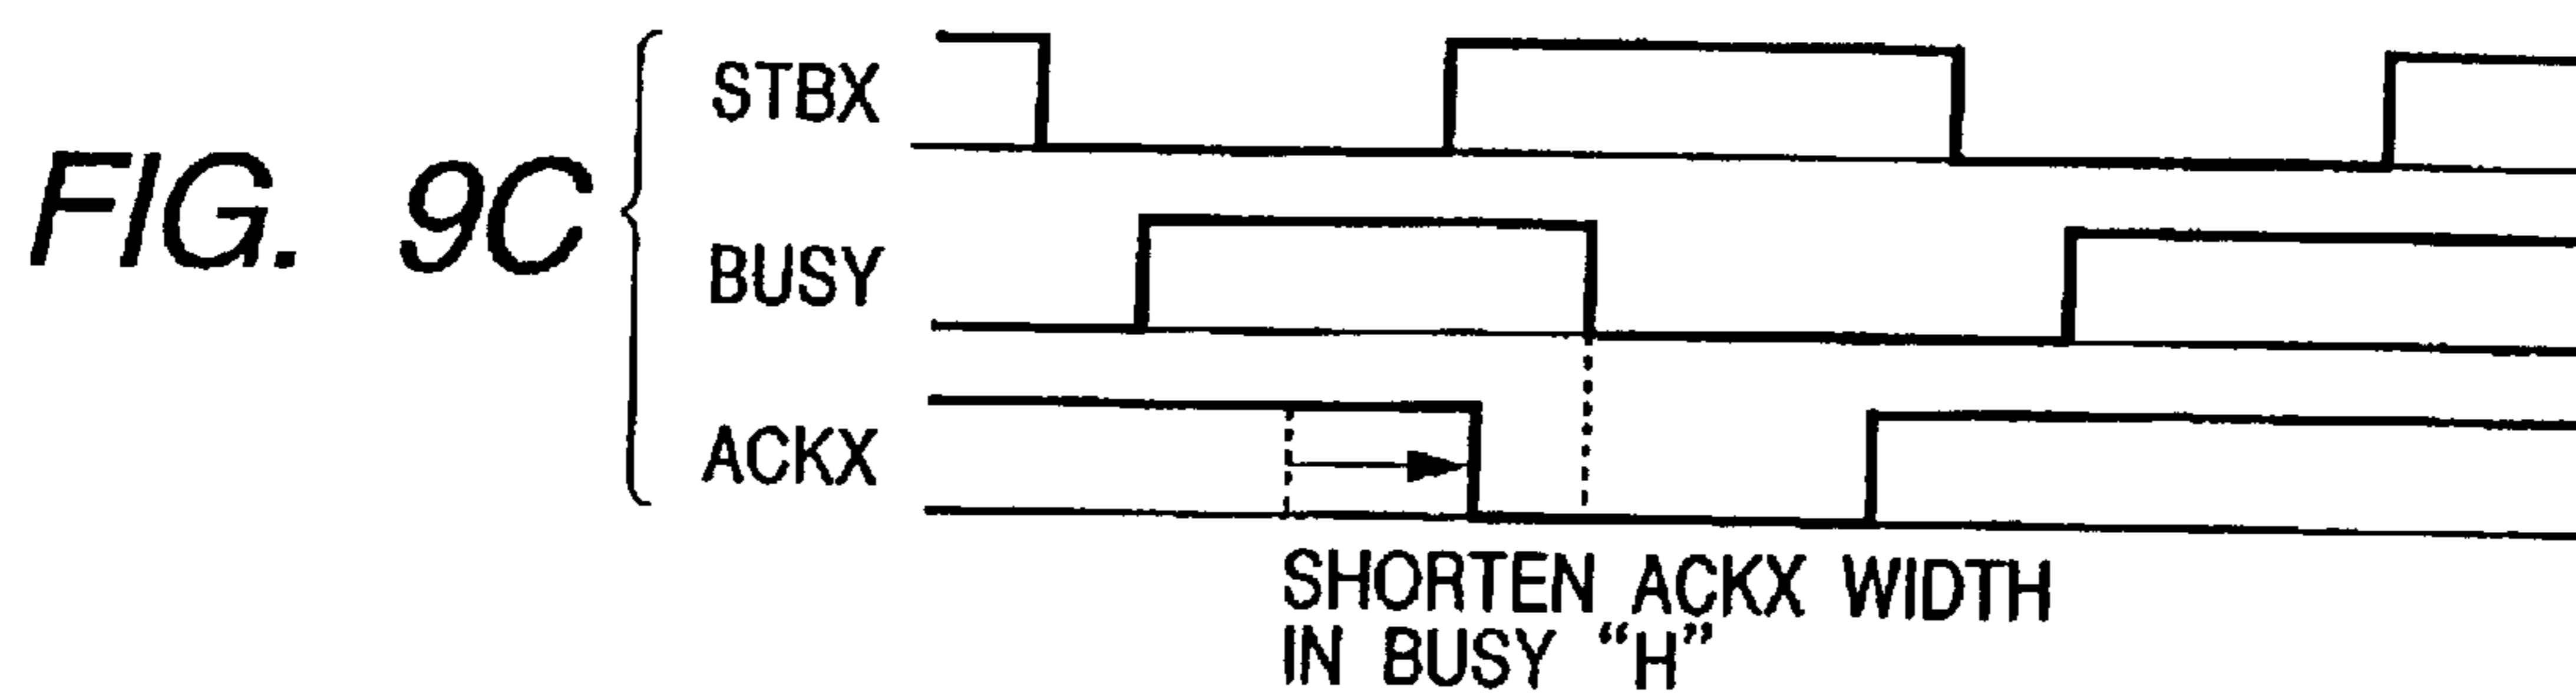 FIG. 9C
STBX
BUSY
ACKX
SHORTEN ACKX WIDTH
IN BUSY “H”